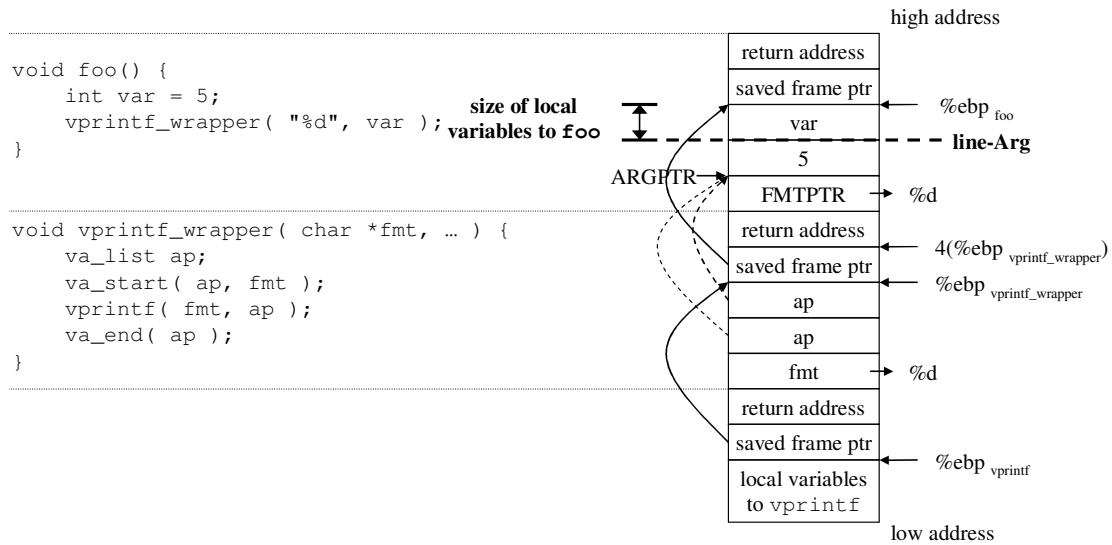 high address
void foo() {
int var = 5;
vprintf_wrapper( "%d", var );
}
size of local
variables to foo
return address
saved frame ptr
%ebp foo
var
line-Arg
5
ARGPTR
FMTPTR
%d
void vprintf_wrapper( char *fmt, … ) {
va_list ap;
va_start( ap, fmt );
vprintf( fmt, ap );
va_end( ap );
}
return address
4(%ebp vprintf_wrapper)
saved frame ptr
%ebp vprintf_wrapper
ap
ap
fmt
%d
return address
saved frame ptr
%ebp vprintf
local variables
to vprintf
low address